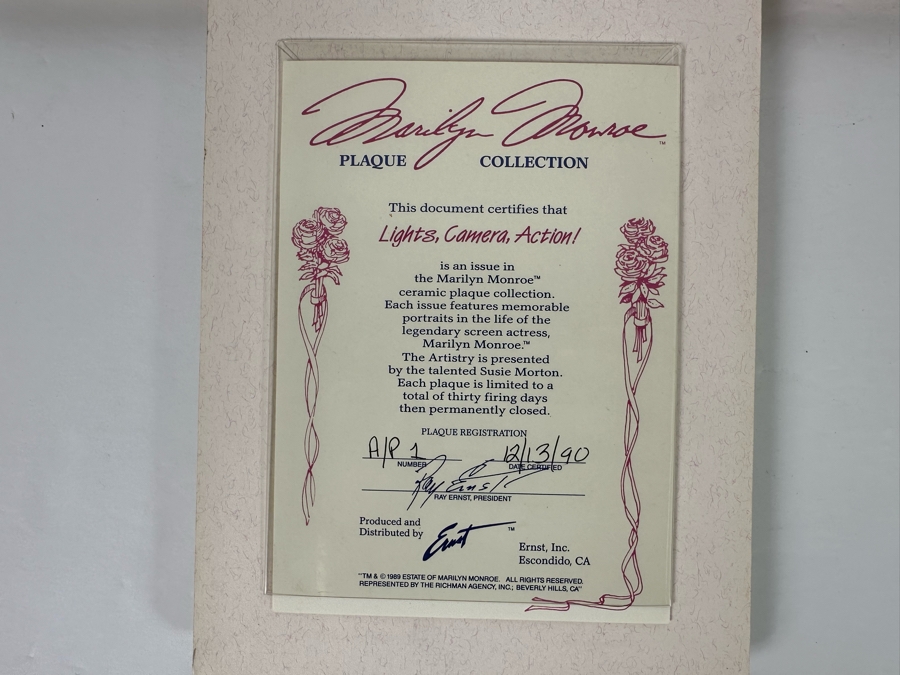 Marilyn Monroe™
PLAQUE COLLECTION
This document certifies that
Lights, Camera, Action!
is an issue in
the Marilyn Monroe™
ceramic plaque collection.
Each issue features memorable
portraits in the life of the
legendary screen actress,
Marilyn Monroe.™
The Artistry is presented
by the talented Susie Morton.
Each plaque is limited to a
total of thirty firing days
then permanently closed.
PLAQUE REGISTRATION
A/P 1 12/13/90
NUMBER DATE CERTIFIED
Ray Ernst
RAY ERNST, PRESIDENT
Produced and
Distributed by
Ernst™
Ernst, Inc.
Escondido, CA
"TM & ©1989 ESTATE OF MARILYN MONROE. ALL RIGHTS RESERVED.
REPRESENTED BY THE RICHMAN AGENCY, INC.; BEVERLY HILLS, CA"